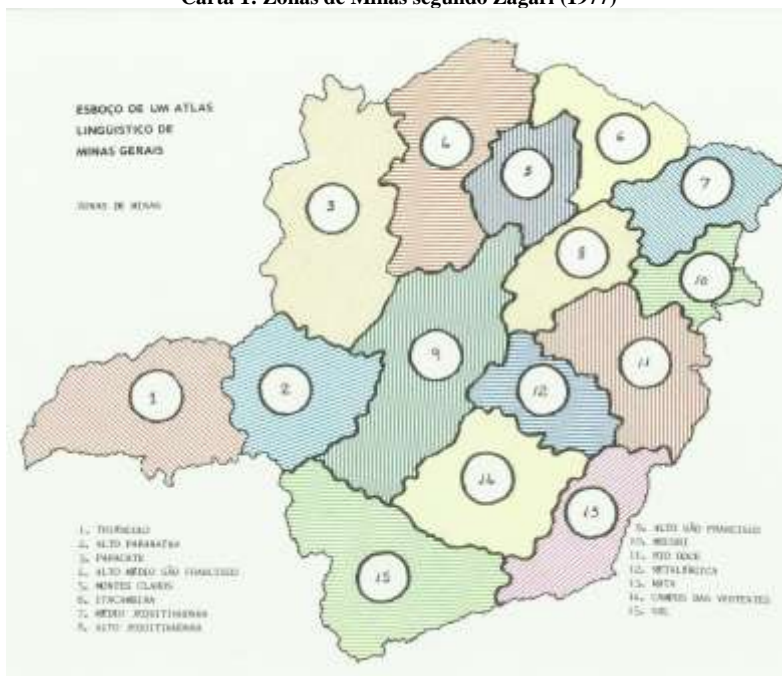 Carta 1: Zonas de Minas segundo Zágari (1977)
ESBOÇO DE UM ATLAS
LINGÜÍSTICO DE
MINAS GERAIS
ZONAS DE MINAS
4
6
5
7
3
8
10
9
11
2
12
1
14
13
15
1. TRIÂNGULO
2. ALTO PARANAÍBA
3. PARACATU
4. ALTO MÉDIO SÃO FRANCISCO
5. MONTES CLAROS
6. ITACAMBIRA
7. MÉDIO JEQUITINHONHA
8. ALTO JEQUITINHONHA
9. ALTO SÃO FRANCISCO
10. MUCURI
11. RIO DOCE
12. METALÚRGICA
13. MATA
14. CAMPOS DAS VERTENTES
15. SUL